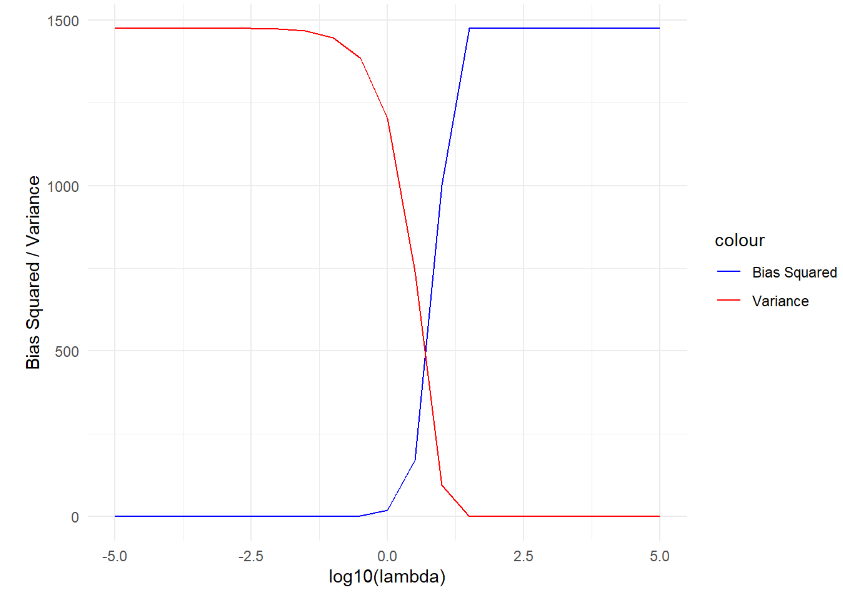 1500
1000
500
0
Bias Squared / Variance
-5.0 -2.5 0.0 2.5 5.0
log10(lambda)
colour
Bias Squared
Variance